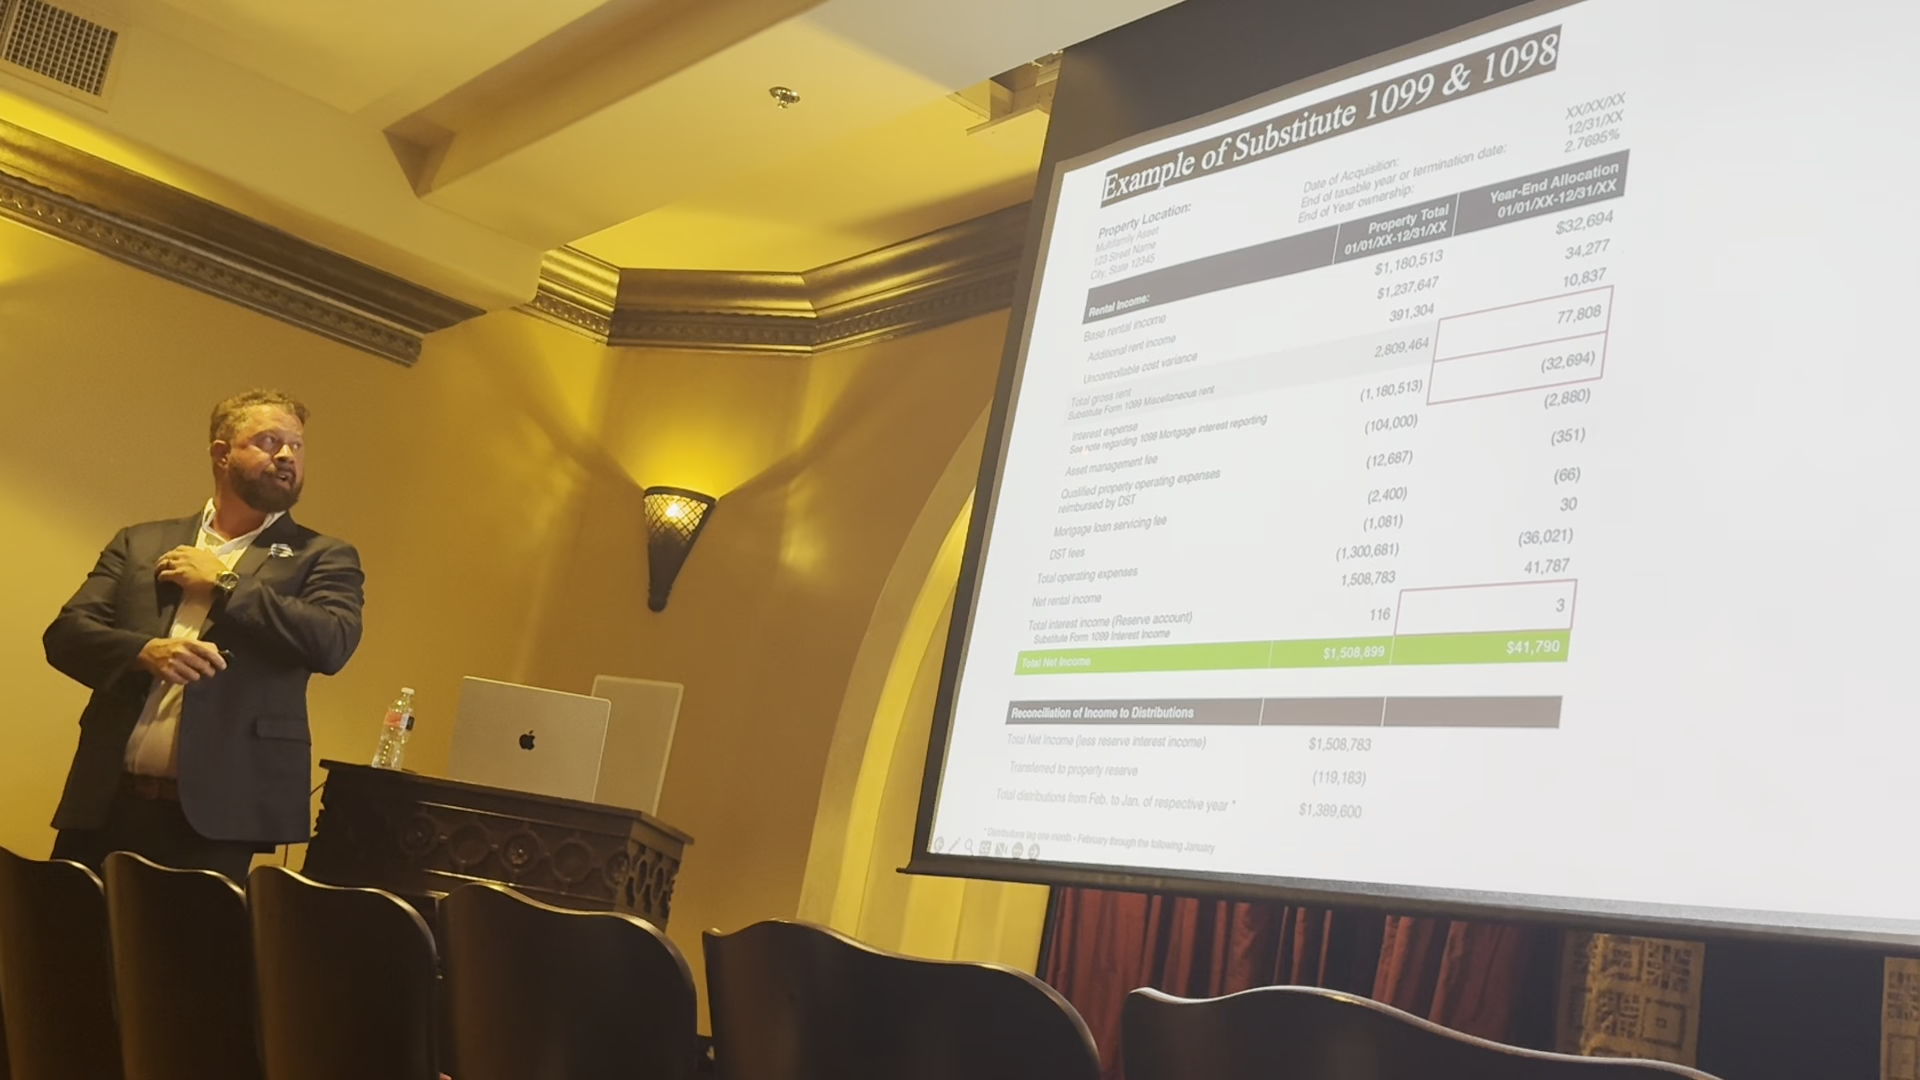 Example of Substitute 1099 & 1098
Property Location:
Multifamily Asset
123 Street Name
City, State 12345
Date of Acquisition: XX/XX/XX
End of taxable year or termination date: 12/31/XX
End of Year ownership: 2.7695%
Property Total Year-End Allocation
Rental Income: 01/01/XX-12/31/XX 01/01/XX-12/31/XX
Base rental income $1,180,513 $32,694
Additional rent income $1,237,647 34,277
Uncontrollable cost variance 391,304 10,837
Total gross rent 2,809,464 77,808
Substitute Form 1099 Miscellaneous rent
Interest expense (1,180,513) (32,694)
See note regarding 1098 Mortgage interest reporting
Asset management fee (104,000) (2,880)
Qualified property operating expenses (12,687) (351)
reimbursed by DST
Mortgage loan servicing fee (2,400) (66)
DST fees (1,081) 30
Total operating expenses (1,300,681) (36,021)
Net rental income 1,508,783 41,787
Total interest income (Reserve account) 116 3
Substitute Form 1099 Interest Income
Total Net Income $1,508,899 $41,790
Reconciliation of Income to Distributions
Total Net Income (less reserve interest income) $1,508,783
Transferred to property reserve (119,183)
Total distributions from Feb. to Jan. of respective year * $1,389,600
* Distributions lag one month - February through the following January